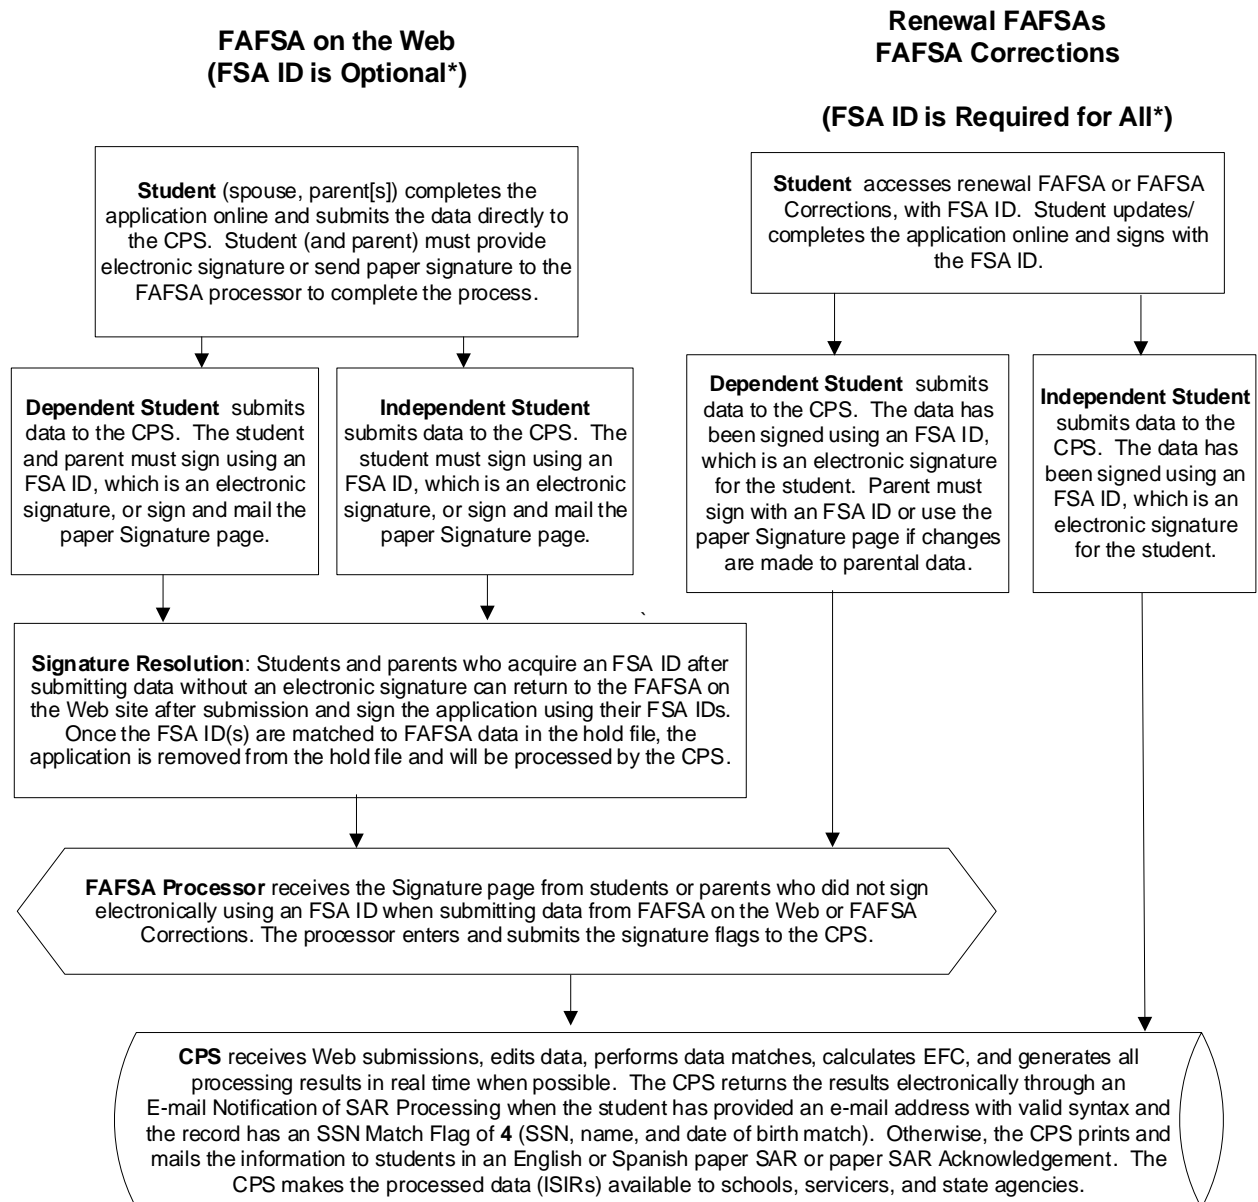 FAFSA on the Web
(FSA ID is Optional*)
Renewal FAFSAs
FAFSA Corrections
(FSA ID is Required for All*)
Student (spouse, parent[s]) completes the
application online and submits the data directly to
the CPS. Student (and parent) must provide
electronic signature or send paper signature to the
FAFSA processor to complete the process.
Student accesses renewal FAFSA or FAFSA
Corrections, with FSA ID. Student updates/
completes the application online and signs with
the FSA ID.
Dependent Student submits
data to the CPS. The student
and parent must sign using an
FSA ID, which is an electronic
signature, or sign and mail the
paper Signature page.
Independent Student
submits data to the CPS. The
student must sign using an
FSA ID, which is an electronic
signature, or sign and mail the
paper Signature page.
Dependent Student submits
data to the CPS. The data has
been signed using an FSA ID,
which is an electronic signature
for the student. Parent must
sign with an FSA ID or use the
paper Signature page if changes
are made to parental data.
Independent Student
submits data to the
CPS. The data has
been signed using an
FSA ID, which is an
electronic signature
for the student.
`
Signature Resolution: Students and parents who acquire an FSA ID after
submitting data without an electronic signature can return to the FAFSA on
the Web site after submission and sign the application using their FSA IDs.
Once the FSA ID(s) are matched to FAFSA data in the hold file, the
application is removed from the hold file and will be processed by the CPS.
FAFSA Processor receives the Signature page from students or parents who did not sign
electronically using an FSA ID when submitting data from FAFSA on the Web or FAFSA
Corrections. The processor enters and submits the signature flags to the CPS.
CPS receives Web submissions, edits data, performs data matches, calculates EFC, and generates all
processing results in real time when possible. The CPS returns the results electronically through an
E-mail Notification of SAR Processing when the student has provided an e-mail address with valid syntax and
the record has an SSN Match Flag of 4 (SSN, name, and date of birth match). Otherwise, the CPS prints and
mails the information to students in an English or Spanish paper SAR or paper SAR Acknowledgement. The
CPS makes the processed data (ISIRs) available to schools, servicers, and state agencies.